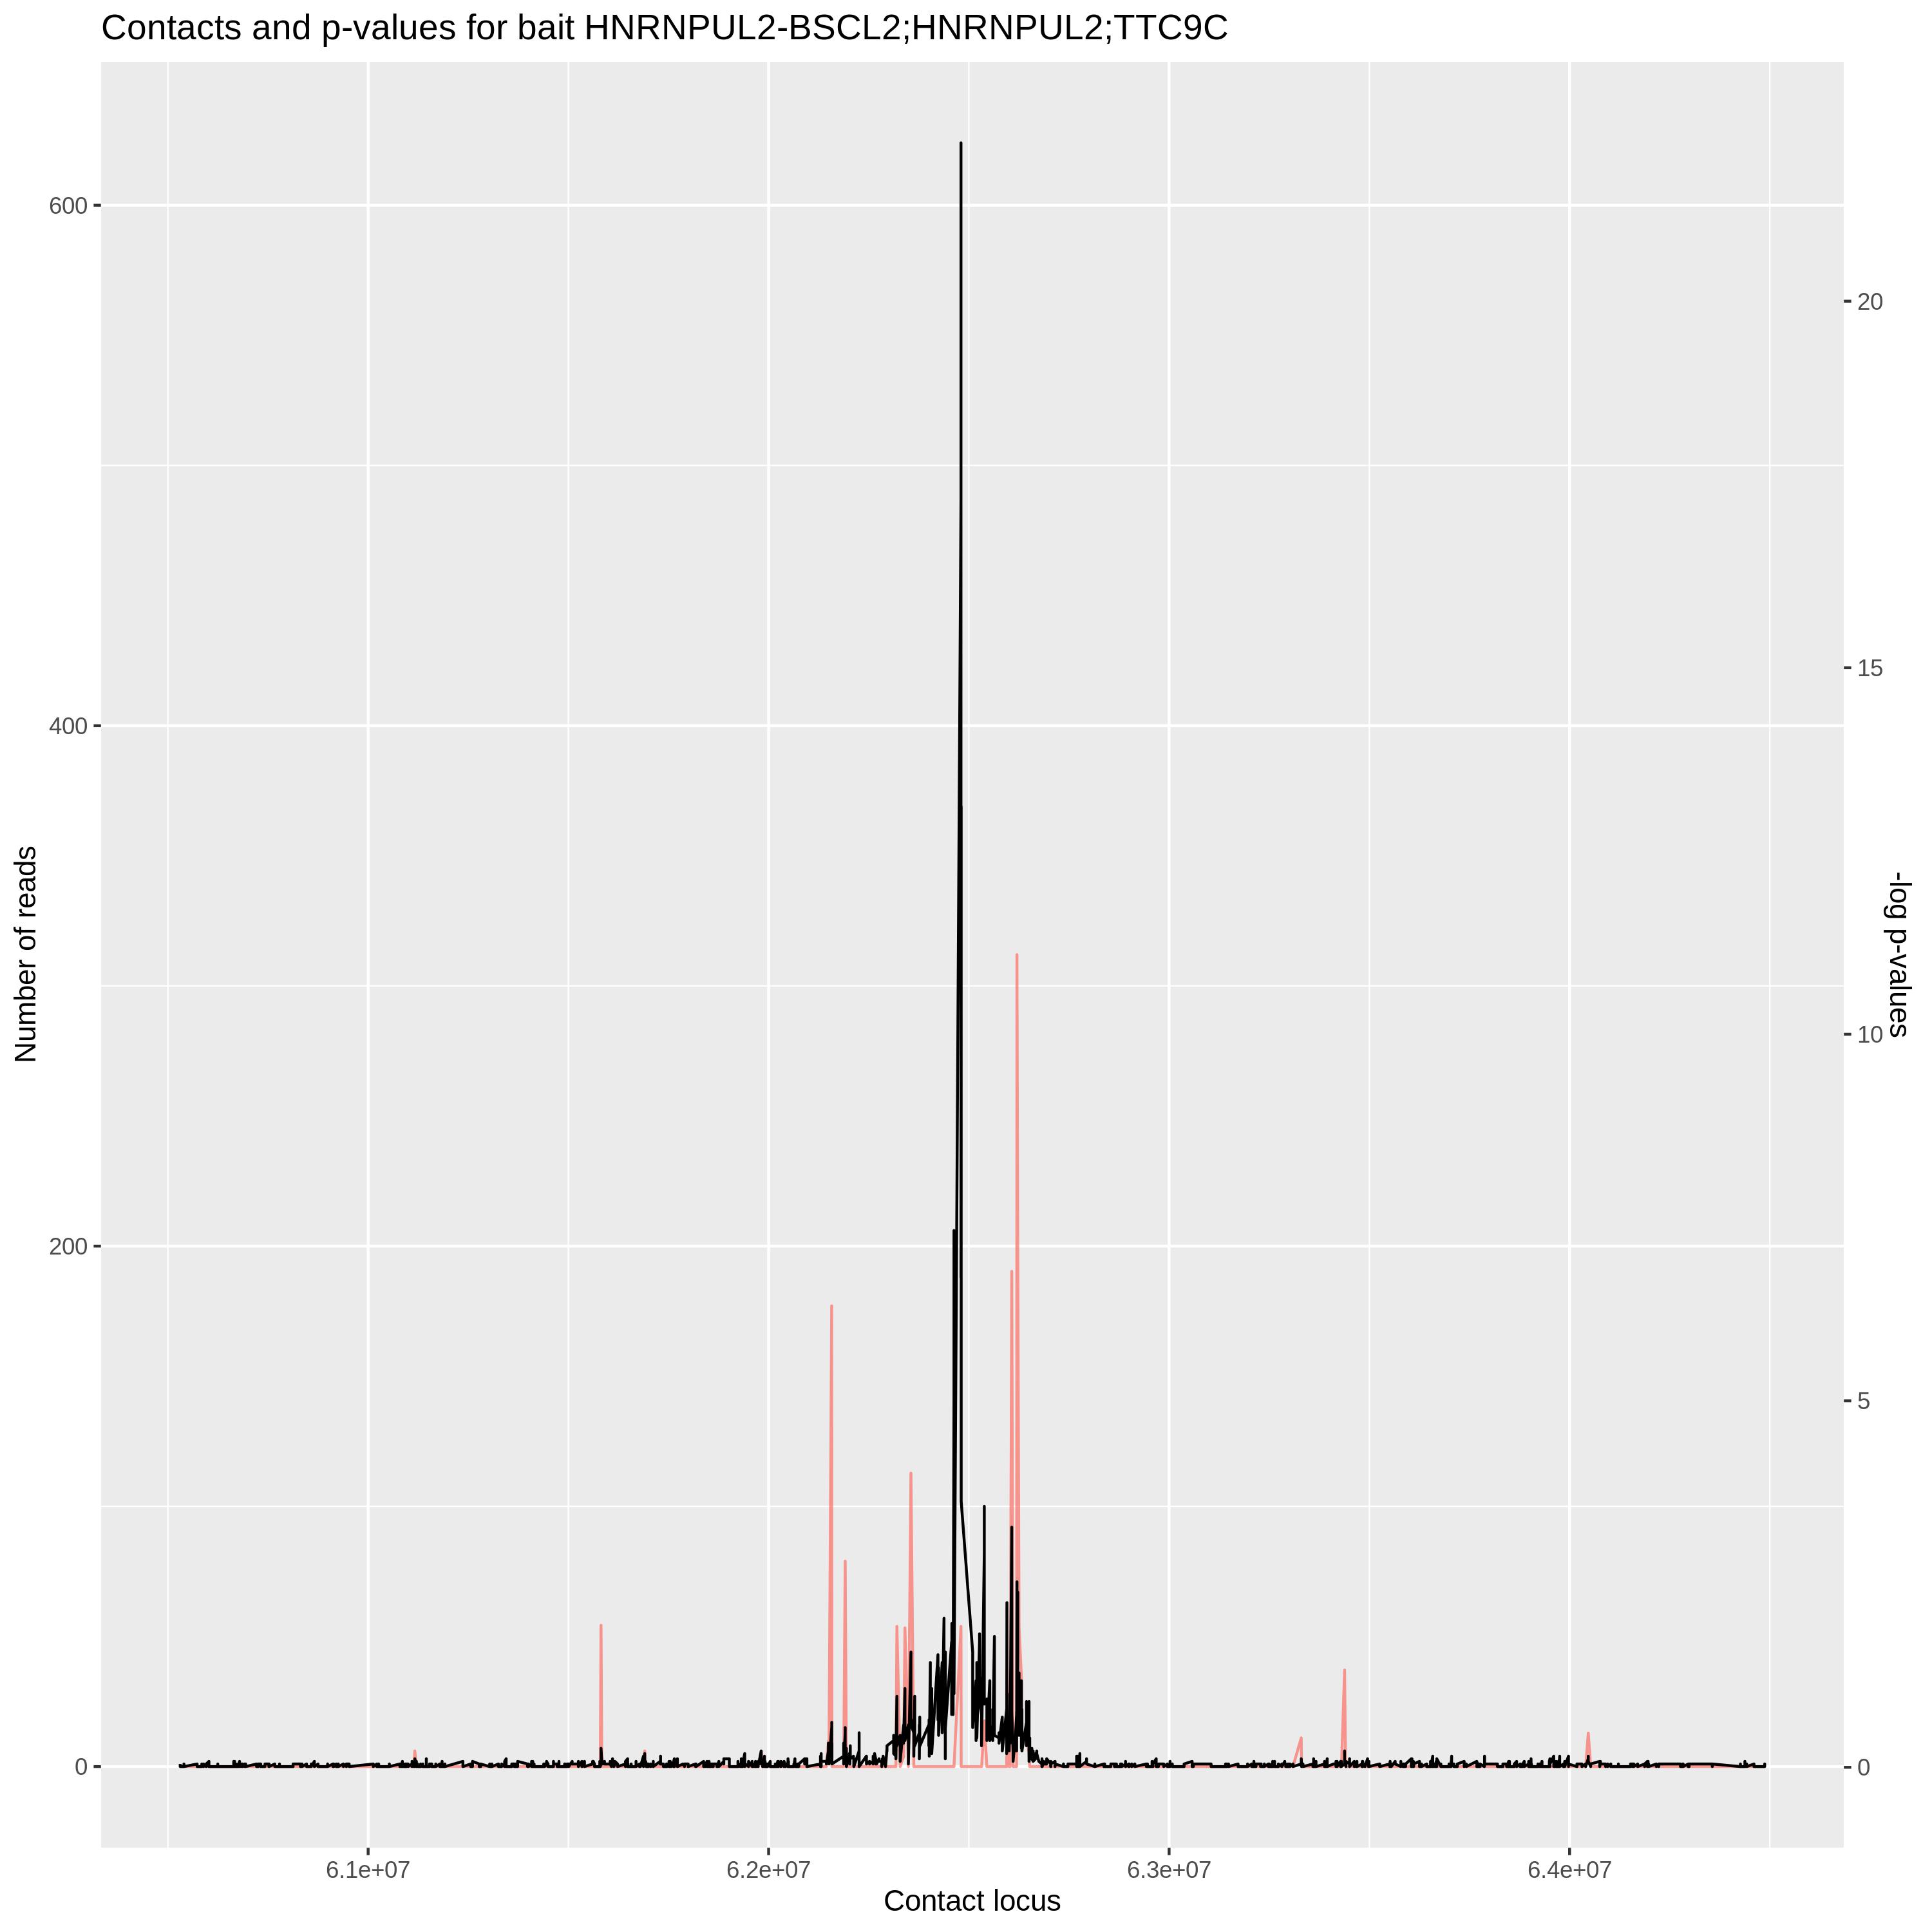 Contacts and p-values for bait HNRNPUL2-BSCL2;HNRNPUL2;TTC9C
600
400
200
0
Number of reads
20
15
10
5
0
-log p-values
6.1e+07
6.2e+07
6.3e+07
6.4e+07
Contact locus